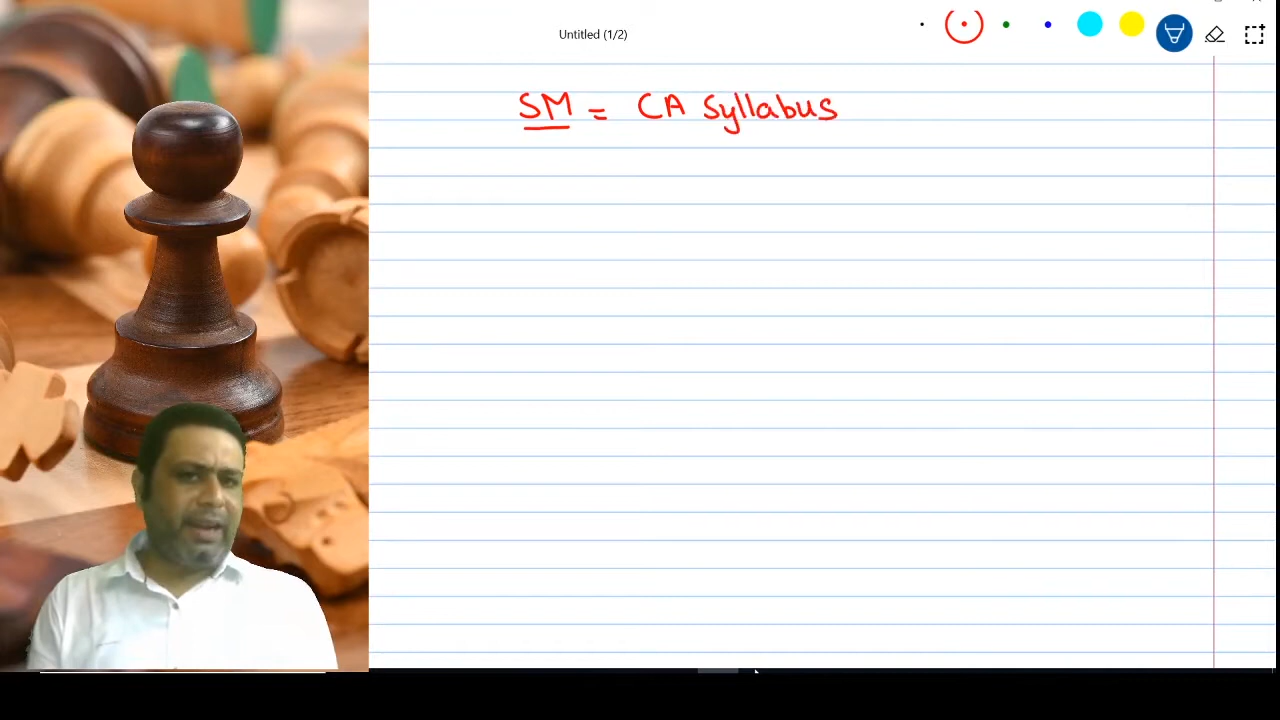 Untitled (1/2)
SM = CA Syllabus